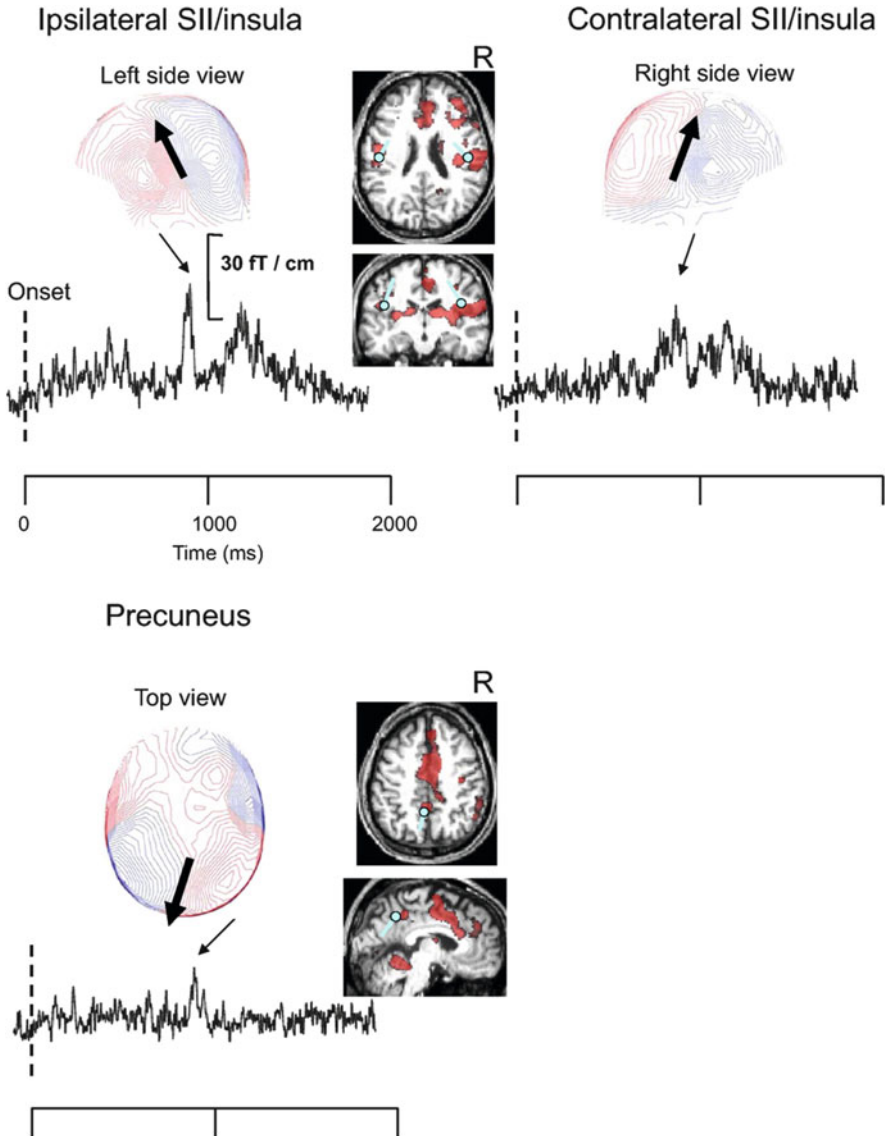 Ipsilateral SII/insula
Contralateral SII/insula
R
Left side view
Right side view
30 fT / cm
Onset
0
1000
2000
Time (ms)
Precuneus
R
Top view